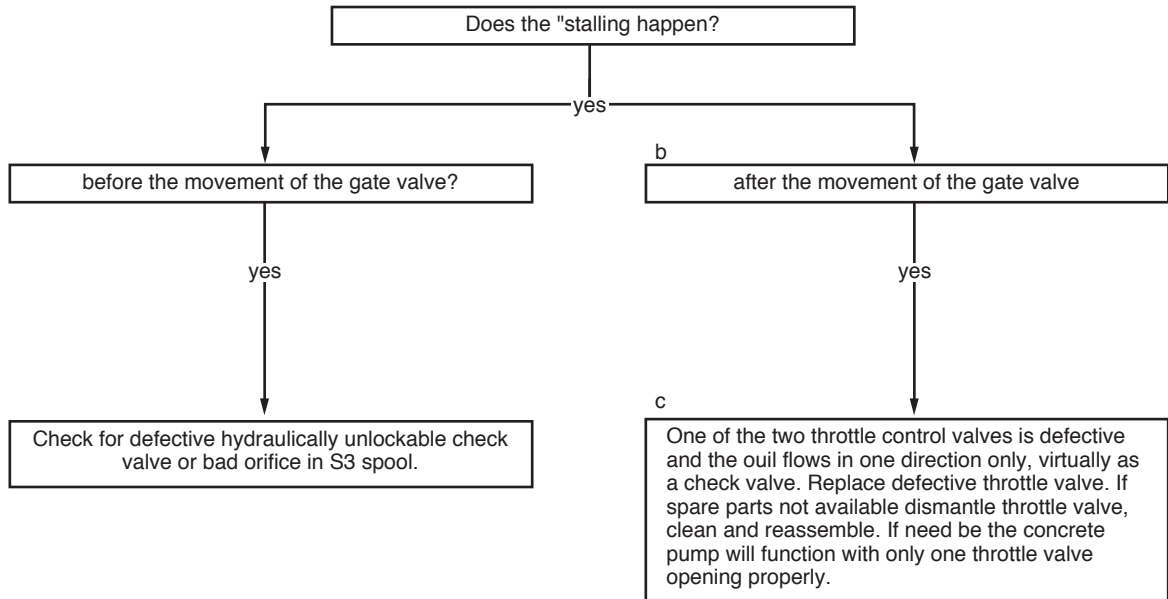 Does the "stalling happen?
yes
before the movement of the gate valve?
b
after the movement of the gate valve
yes
yes
Check for defective hydraulically unlockable check
valve or bad orifice in S3 spool.
c
One of the two throttle control valves is defective
and the ouil flows in one direction only, virtually as
a check valve. Replace defective throttle valve. If
spare parts not available dismantle throttle valve,
clean and reassemble. If need be the concrete
pump will function with only one throttle valve
opening properly.